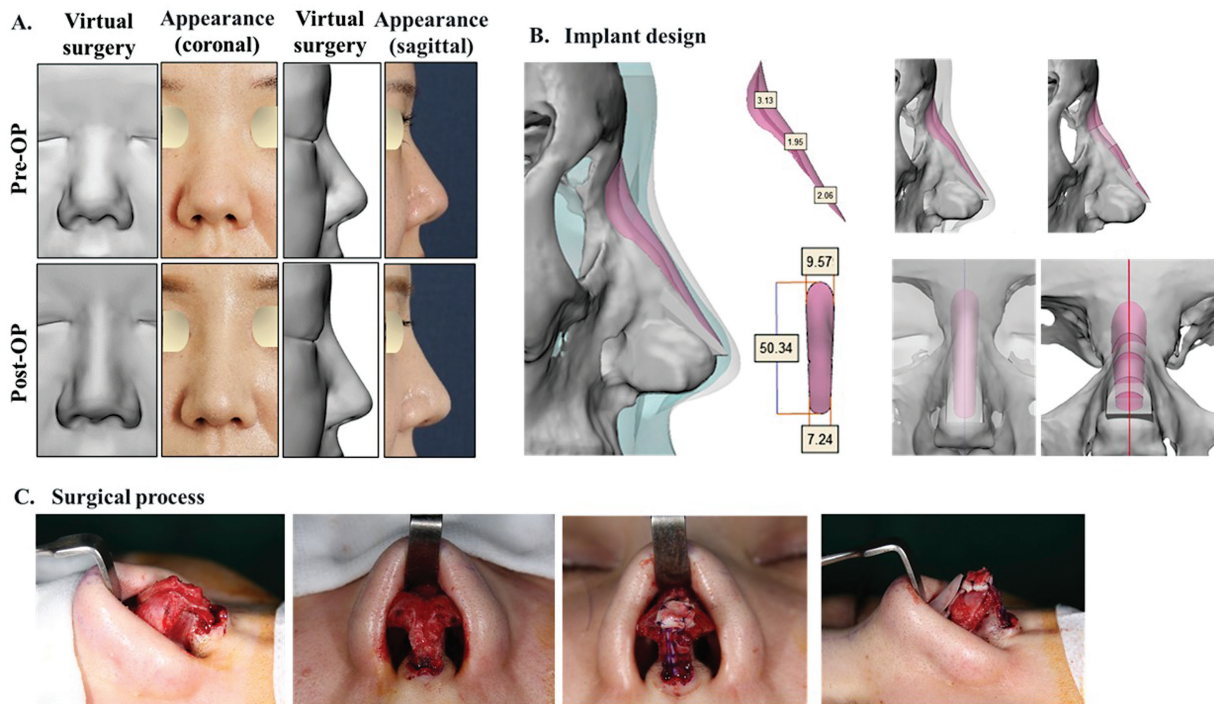 A.
Virtual
surgery
Appearance
(coronal)
Virtual
surgery
Appearance
(sagittal)
Pre-OP
Post-OP
B. Implant design
3.13
1.95
2.06
9.57
50.34
7.24
C. Surgical process